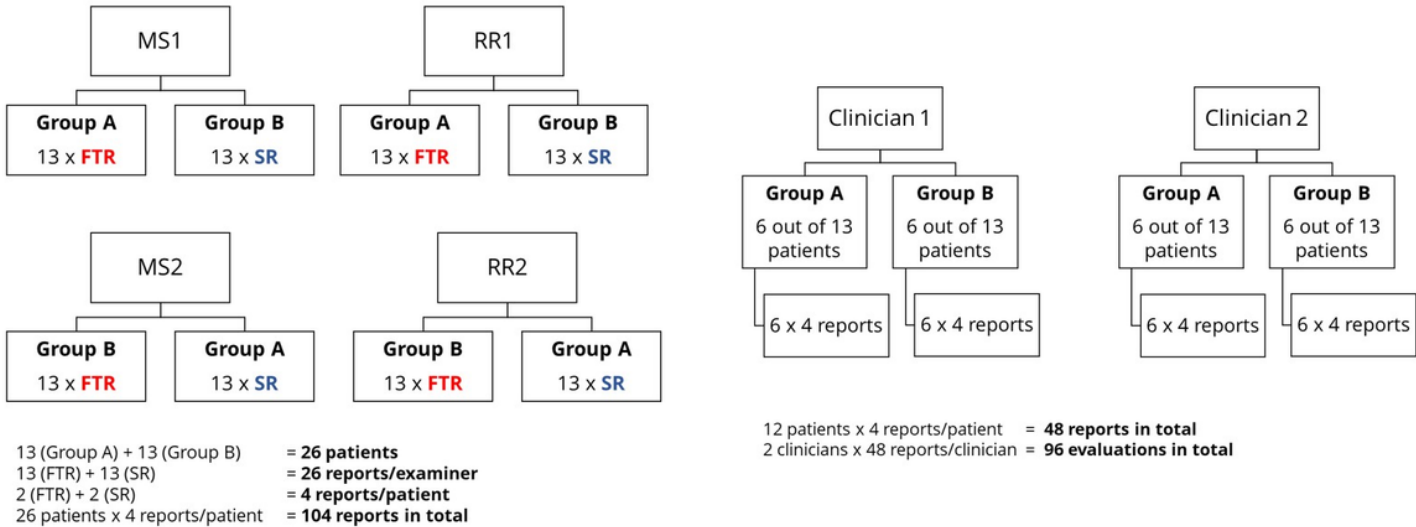 MS1
Group A
13 x FTR
Group B
13 x SR
RR1
Group A
13 x FTR
Group B
13 x SR
MS2
Group B
13 x FTR
Group A
13 x SR
RR2
Group B
13 x FTR
Group A
13 x SR
13 (Group A) + 13 (Group B) = 26 patients
13 (FTR) + 13 (SR) = 26 reports/examiner
2 (FTR) + 2 (SR) = 4 reports/patient
26 patients x 4 reports/patient = 104 reports in total
Clinician 1
Group A
6 out of 13
patients
6 x 4 reports
Group B
6 out of 13
patients
6 x 4 reports
Clinician 2
Group A
6 out of 13
patients
6 x 4 reports
Group B
6 out of 13
patients
6 x 4 reports
12 patients x 4 reports/patient = 48 reports in total
2 clinicians x 48 reports/clinician = 96 evaluations in total